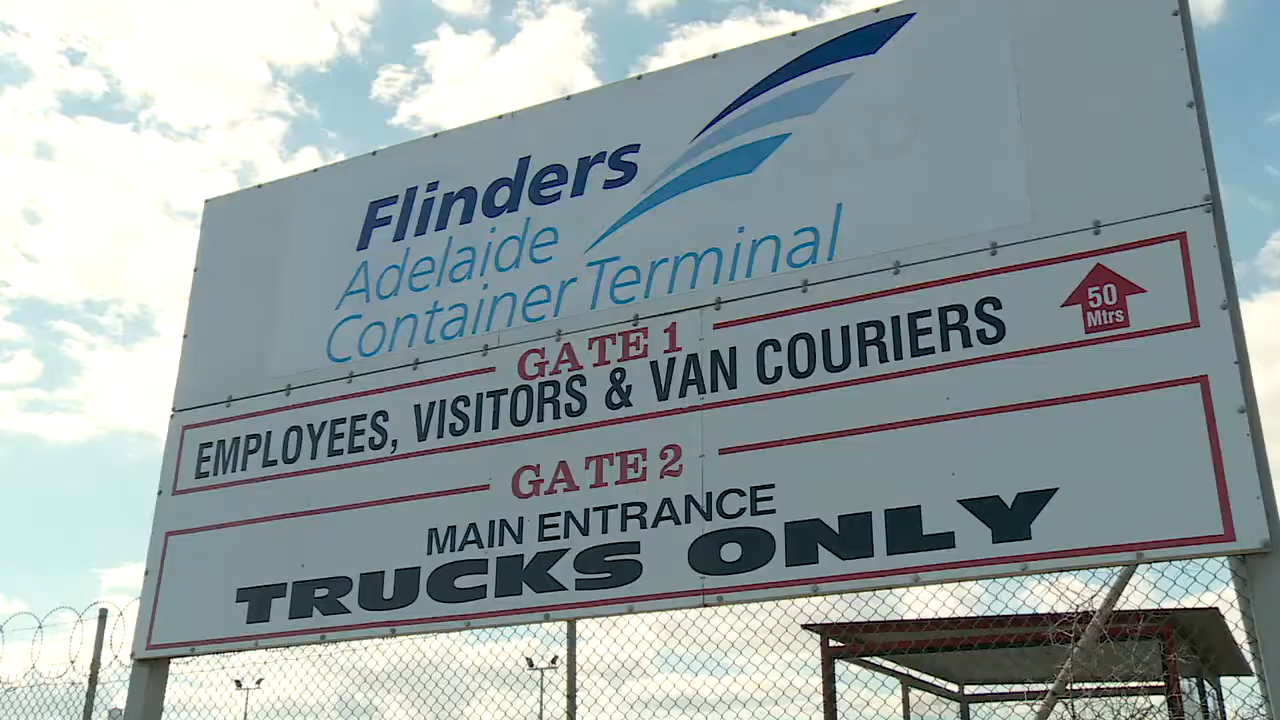 Flinders
Adelaide
Container Terminal
GATE 1
EMPLOYEES, VISITORS & VAN COURIERS
50
Mtrs
GATE 2
MAIN ENTRANCE
TRUCKS ONLY